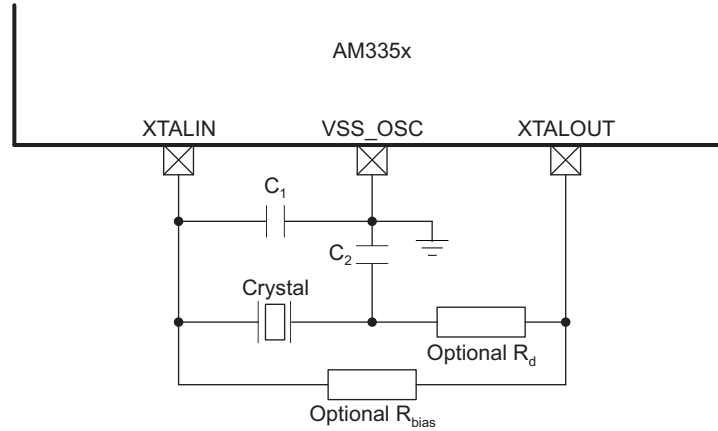 AM335x
XTALIN
VSS_OSC
XTALOUT
C1
C2
Crystal
Optional Rd
Optional Rbias